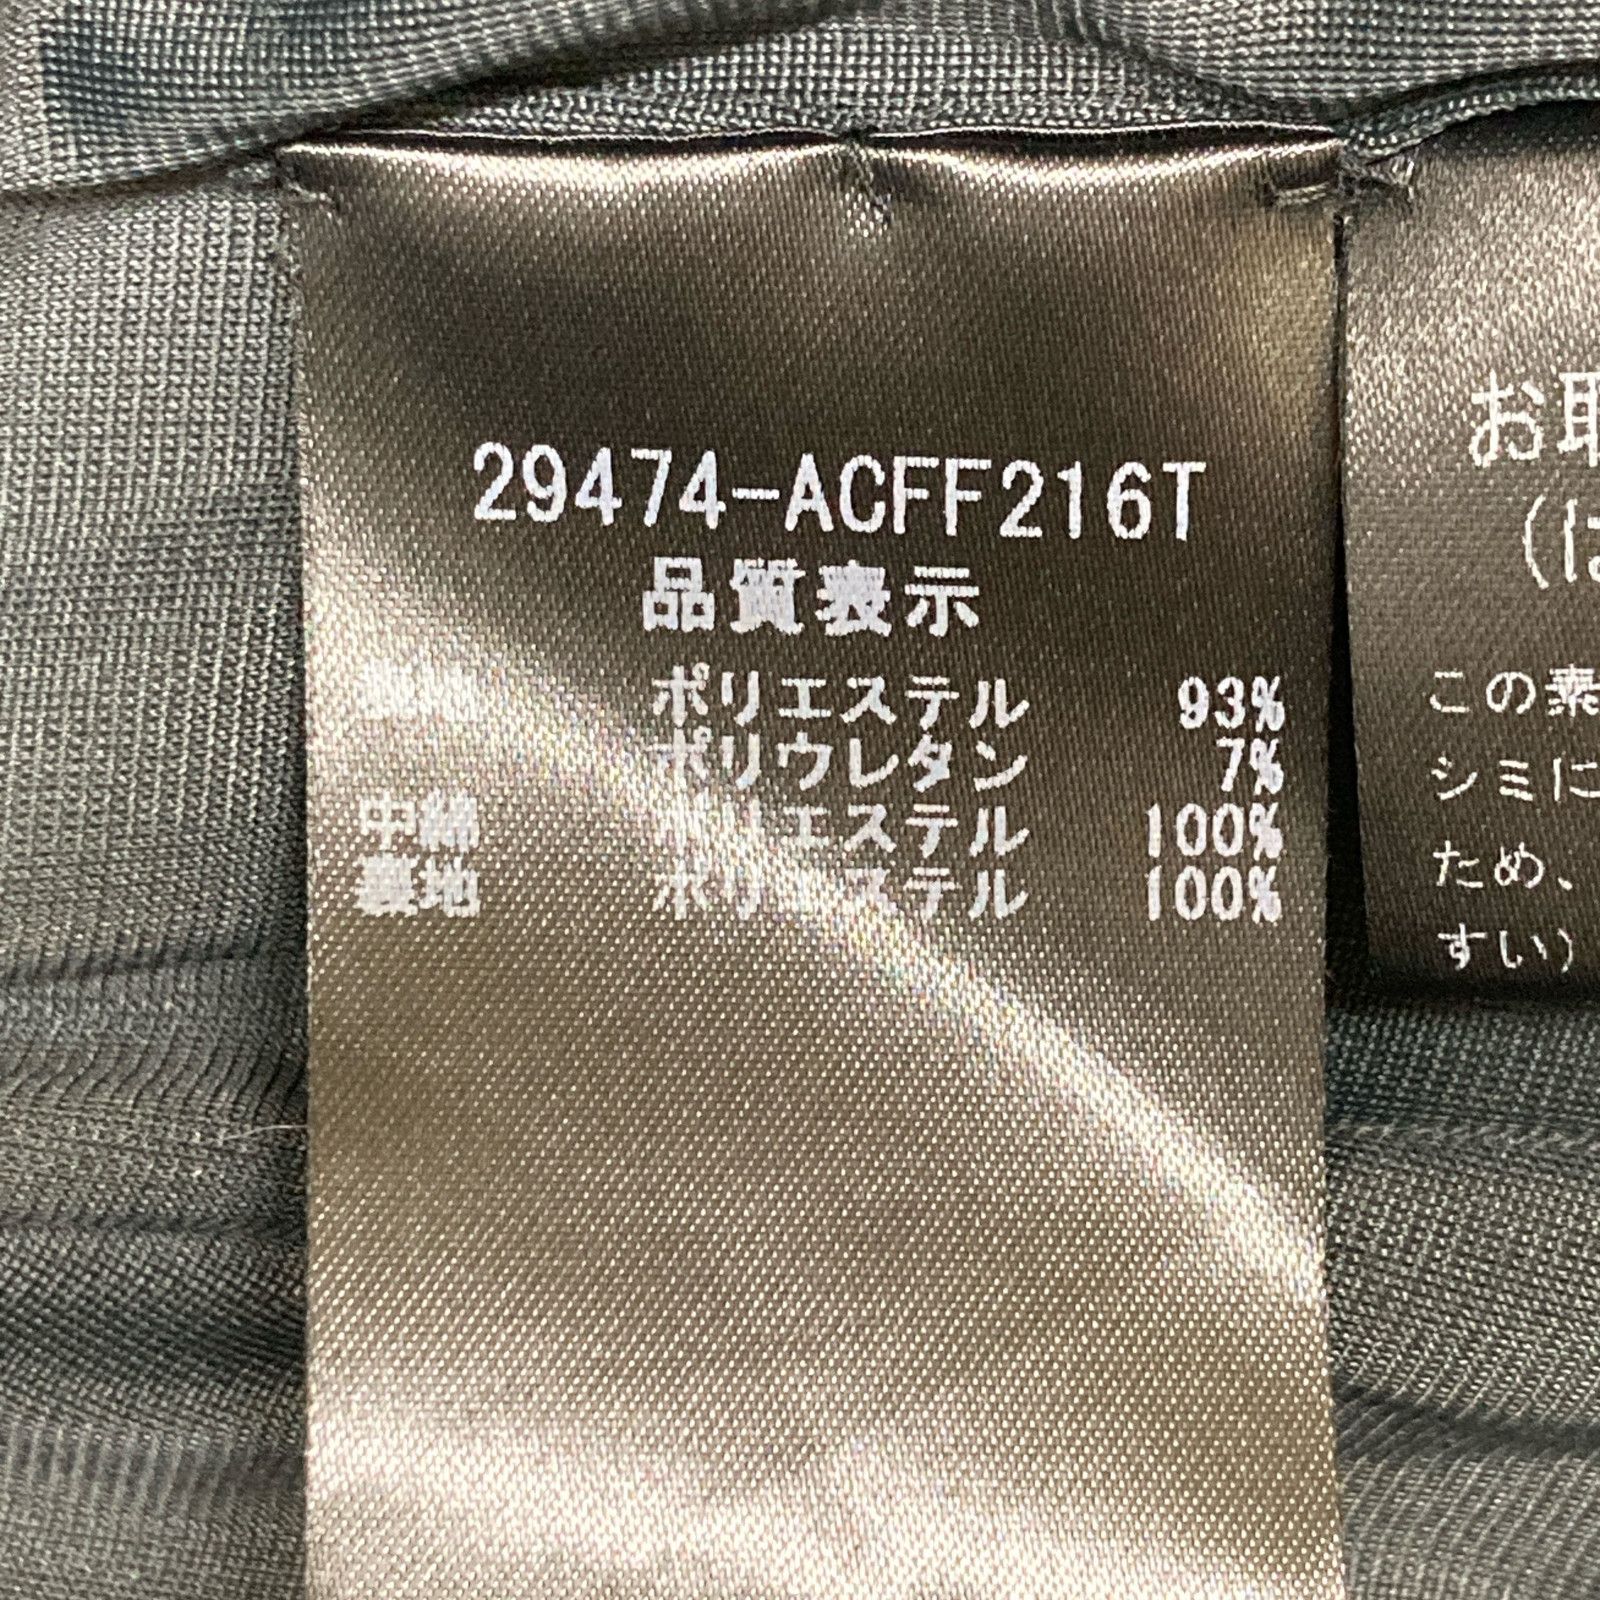 29474-ACFF216T
品質表示
表地 ポリエステル 93%
ポリウレタン 7%
中綿 ポリエステル 100%
裏地 ポリエステル 100%
お取
(は
この素
シミに
ため、
すい)